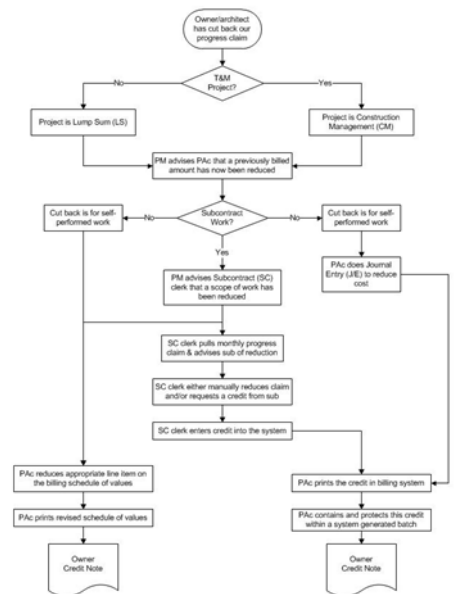 Owner/architect
has cut back our
progress claim
T&M
Project?
No
Yes
Project is Lump Sum (LS)
Project is Construction
Management (CM)
PM advises PAc that a previously billed
amount has now been reduced
Cut back is for self-
performed work
No
Subcontract
Work?
No
Cut back is for self-
performed work
Yes
PAc does Journal
Entry (J/E) to reduce
cost
PM advises Subcontract (SC)
clerk that a scope of work has
been reduced
SC clerk pulls monthly progress
claim & advises sub of reduction
SC clerk either manually reduces claim
and/or requests a credit from sub
SC clerk enters credit into the system
PAc reduces appropriate line item on
the billing schedule of values
PAc prints the credit in billing system
PAc prints revised schedule of values
PAc contains and protects this credit
within a system generated batch
Owner
Credit Note
Owner
Credit Note